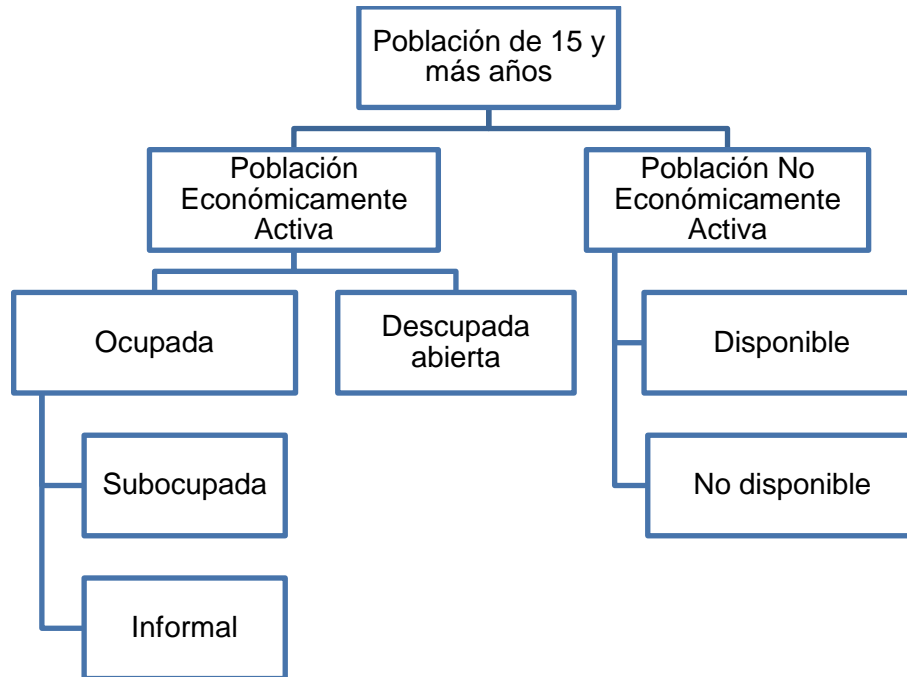 Población de 15 y
más años
Población
Económicamente
Activa
Población No
Económicamente
Activa
Ocupada
Descupada
abierta
Disponible
Subocupada
No disponible
Informal